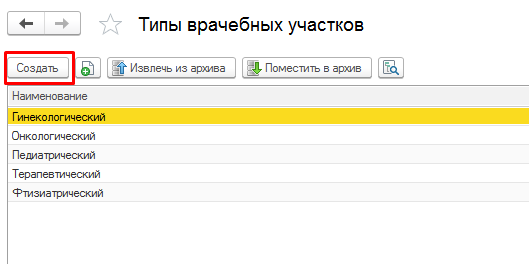 Типы врачебных участков
Создать Извлечь из архива Поместить в архив
Наименование
Гинекологический
Онкологический
Педиатрический
Терапевтический
Фтизиатрический